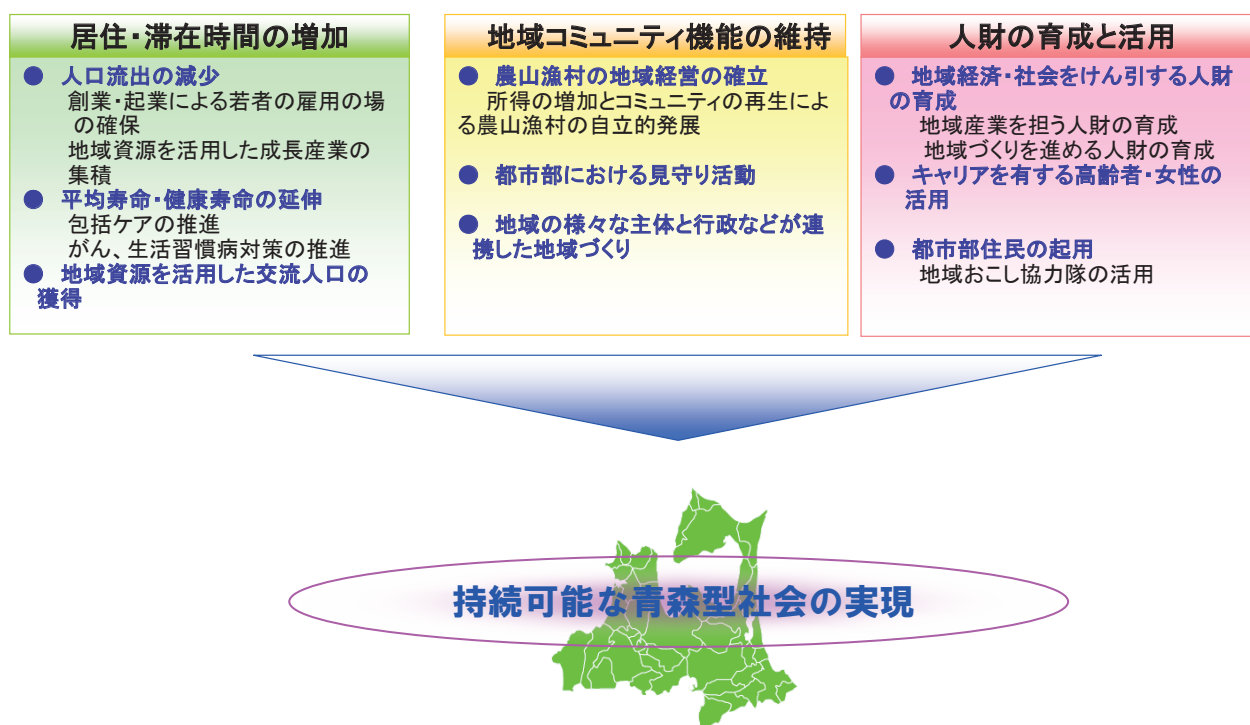 居住・滞在時間の増加
● 人口流出の減少
創業・起業による若者の雇用の場
の確保
地域資源を活用した成長産業の
集積
● 平均寿命・健康寿命の延伸
包括ケアの推進
がん、生活習慣病対策の推進
● 地域資源を活用した交流人口の
獲得
地域コミュニティ機能の維持
● 農山漁村の地域経営の確立
所得の増加とコミュニティの再生によ
る農山漁村の自立的発展
● 都市部における見守り活動
● 地域の様々な主体と行政などが連
携した地域づくり
人財の育成と活用
● 地域経済・社会をけん引する人財
の育成
地域産業を担う人財の育成
地域づくりを進める人財の育成
● キャリアを有する高齢者・女性の
活用
● 都市部住民の起用
地域おこし協力隊の活用
持続可能な青森型社会の実現